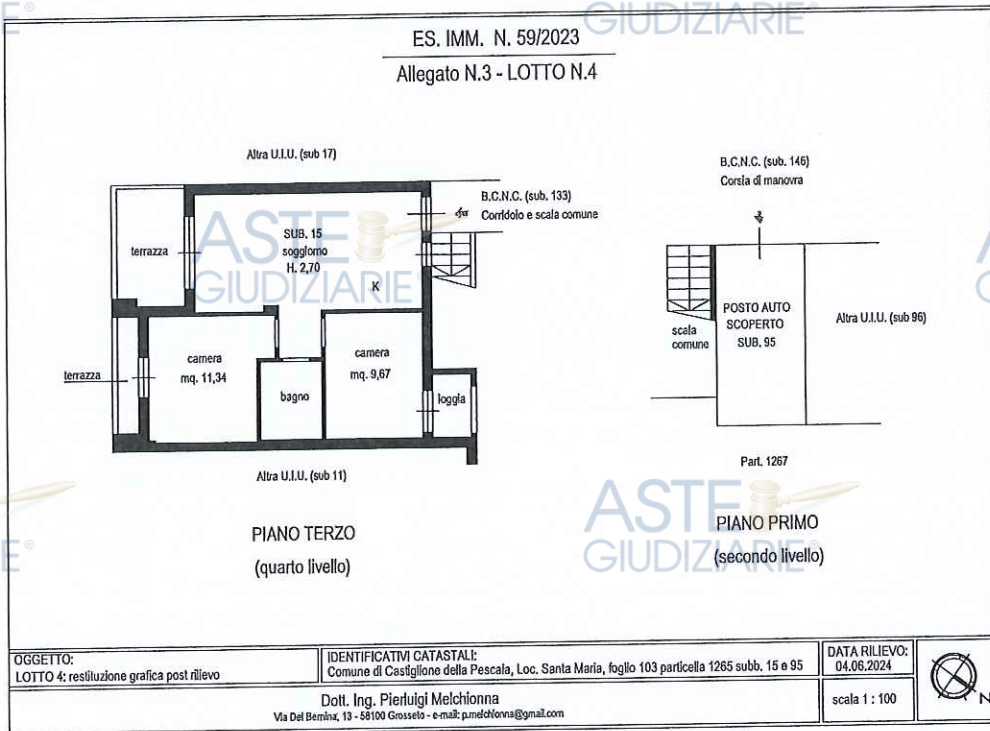 GIUDIZIARIE®
ES. IMM. N. 59/2023
Allegato N.3 - LOTTO N.4
Altra U.I.U. (sub 17)
B.C.N.C. (sub. 133)
Corridoio e scala comune
terrazza
SUB. 15
soggiorno
H. 2,70
K
camera
mq. 11,34
camera
mq. 9,67
bagno
terrazza
loggia
Altra U.I.U. (sub 11)
PIANO TERZO
(quarto livello)
B.C.N.C. (sub. 146)
Corsia di manovra
scala
comune
POSTO AUTO
SCOPERTO
SUB. 95
Altra U.I.U. (sub 96)
Part. 1267
PIANO PRIMO
(secondo livello)
ASTE
GIUDIZIARIE®
ASTE
GIUDIZIARIE®
OGGETTO:
LOTTO 4: restituzione grafica post rilievo
IDENTIFICATIVI CATASTALI:
Comune di Castiglione della Pescaia, Loc. Santa Maria, foglio 103 particella 1265 subb. 15 e 95
DATA RILIEVO:
04.06.2024
Dott. Ing. Pierluigi Melchionna
Via Del Bernina, 13 - 58100 Grosseto - e-mail: p.melchionna@gmail.com
scala 1 : 100
N